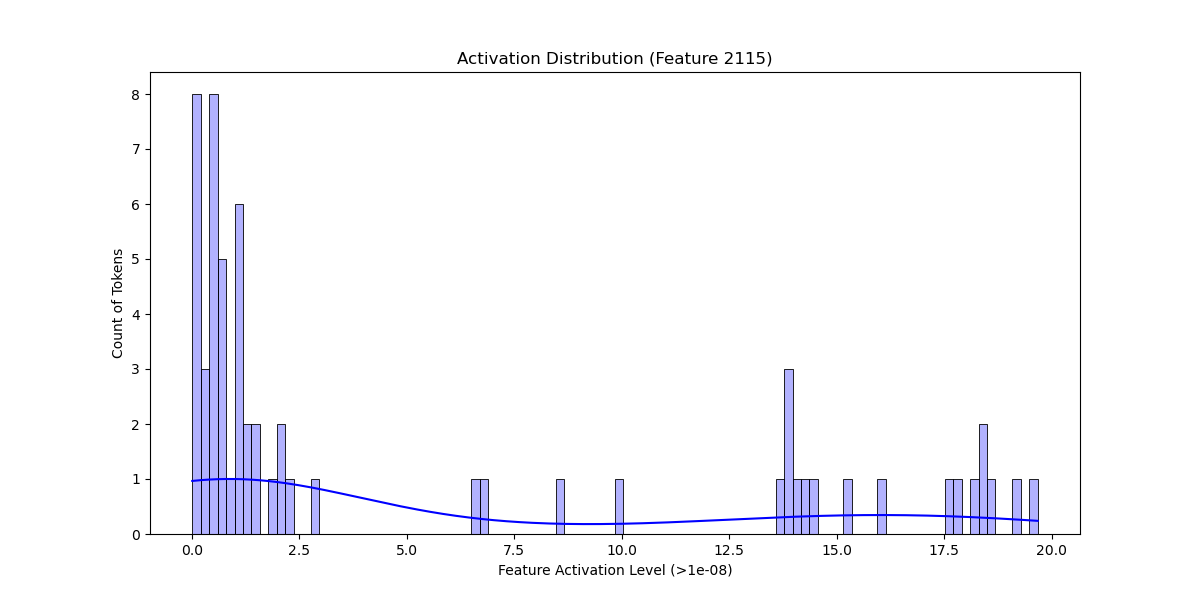 Activation Distribution (Feature 2115)
8
7
6
5
4
3
2
1
0
Count of Tokens
0.0 2.5 5.0 7.5 10.0 12.5 15.0 17.5 20.0
Feature Activation Level (>1e-08)